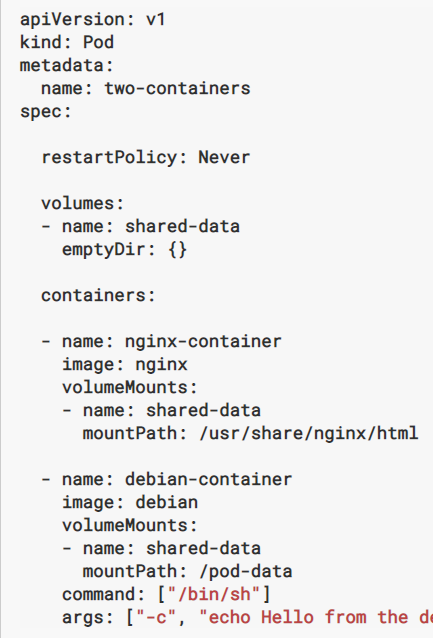 apiVersion: v1
kind: Pod
metadata:
  name: two-containers
spec:

  restartPolicy: Never

  volumes:
  - name: shared-data
    emptyDir: {}

  containers:

  - name: nginx-container
    image: nginx
    volumeMounts:
    - name: shared-data
      mountPath: /usr/share/nginx/html

  - name: debian-container
    image: debian
    volumeMounts:
    - name: shared-data
      mountPath: /pod-data
    command: ["/bin/sh"]
    args: ["-c", "echo Hello from the